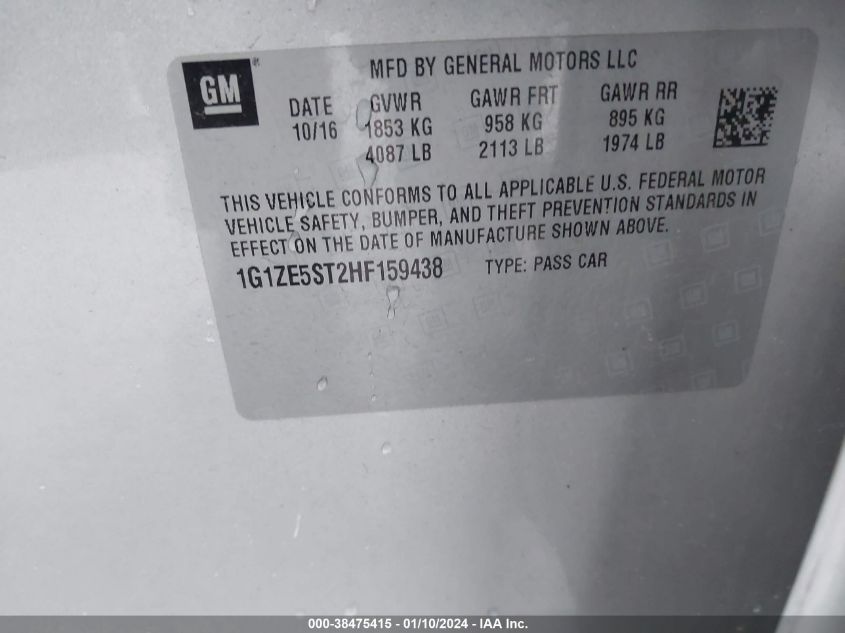 GM
MFD BY GENERAL MOTORS LLC
DATE GVWR GAWR FRT GAWR RR
10/16 1853 KG 958 KG 895 KG
4087 LB 2113 LB 1974 LB
THIS VEHICLE CONFORMS TO ALL APPLICABLE U.S. FEDERAL MOTOR
VEHICLE SAFETY, BUMPER, AND THEFT PREVENTION STANDARDS IN
EFFECT ON THE DATE OF MANUFACTURE SHOWN ABOVE.
1G1ZE5ST2HF159438 TYPE: PASS CAR
000-38475415 - 01/10/2024 - IAA Inc.